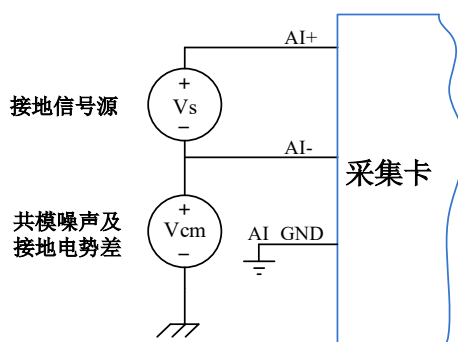 AI+
+
接地信号源
Vs
−
AI-
采集卡
+
共模噪声及
接地电势差
Vcm
−
AI GND